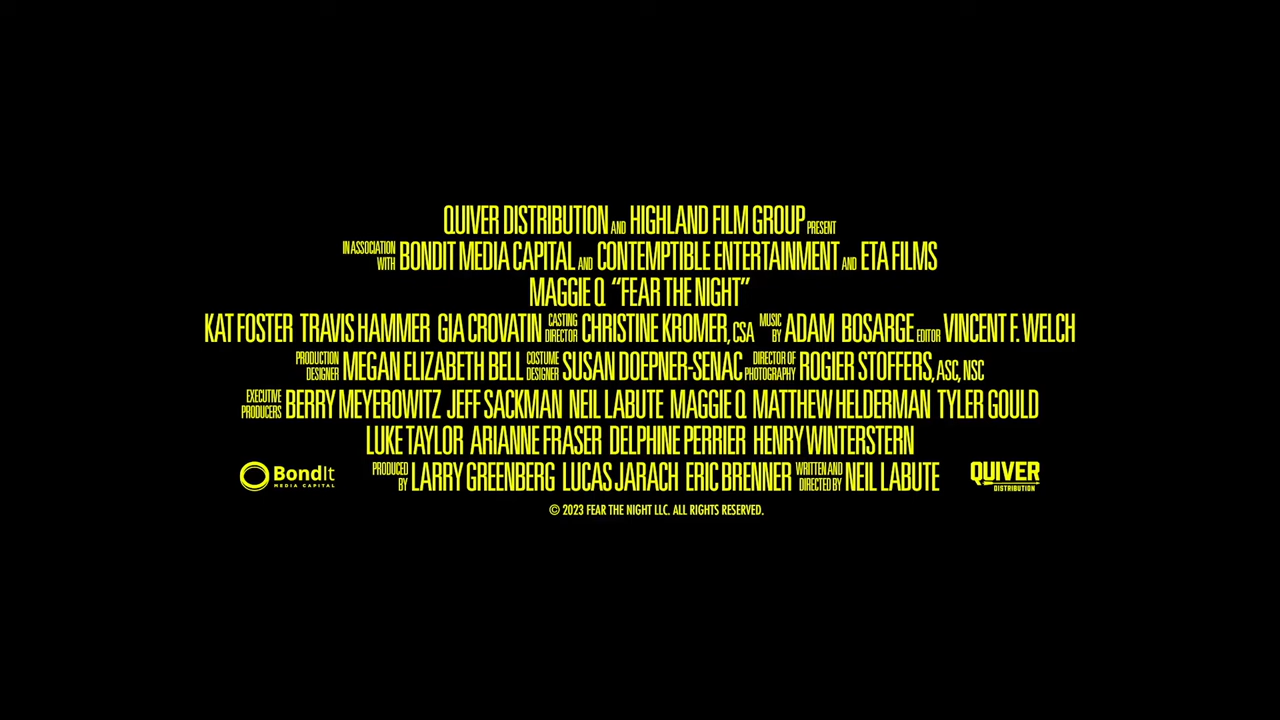 QUIVER DISTRIBUTION AND HIGHLAND FILM GROUP PRESENT
IN ASSOCIATION WITH BONDIT MEDIA CAPITAL AND CONTEMPTIBLE ENTERTAINMENT AND ETA FILMS
MAGGIE Q "FEAR THE NIGHT"
KAT FOSTER TRAVIS HAMMER GIA CROVATIN CASTING DIRECTOR CHRISTINE KROMER, CSA MUSIC BY ADAM BOSARGE EDITOR VINCENT F. WELCH
PRODUCTION DESIGNER MEGAN ELIZABETH BELL COSTUME DESIGNER SUSAN DOEPNER-SENAC DIRECTOR OF PHOTOGRAPHY ROGIER STOFFERS, ASC, NSC
EXECUTIVE PRODUCERS BERRY MEYEROWITZ JEFF SACKMAN NEIL LABUTE MAGGIE Q MATTHEW HELDERMAN TYLER GOULD
LUKE TAYLOR ARIANNE FRASER DELPHINE PERRIER HENRY WINTERSTERN
BondIt MEDIA CAPITAL PRODUCED BY LARRY GREENBERG LUCAS JARACH ERIC BRENNER WRITTEN AND DIRECTED BY NEIL LABUTE QUIVER DISTRIBUTION
© 2023 FEAR THE NIGHT LLC. ALL RIGHTS RESERVED.